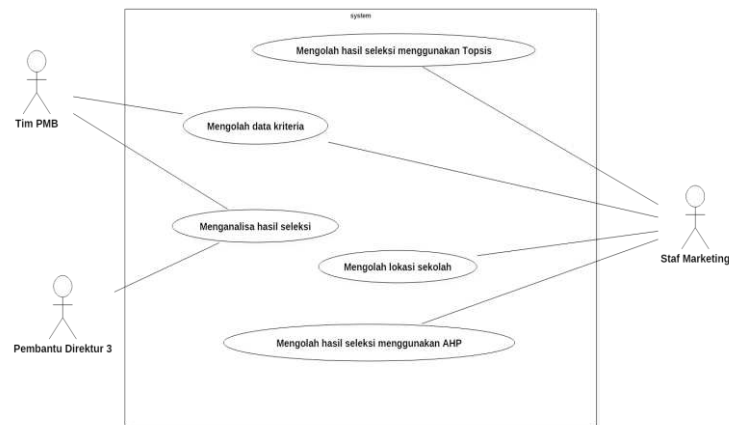 system
Mengolah hasil seleksi menggunakan Topsis
Tim PMB
Mengolah data kriteria
Menganalisa hasil seleksi
Staf Marketing
Mengolah lokasi sekolah
Pembantu Direktur 3
Mengolah hasil seleksi menggunakan AHP